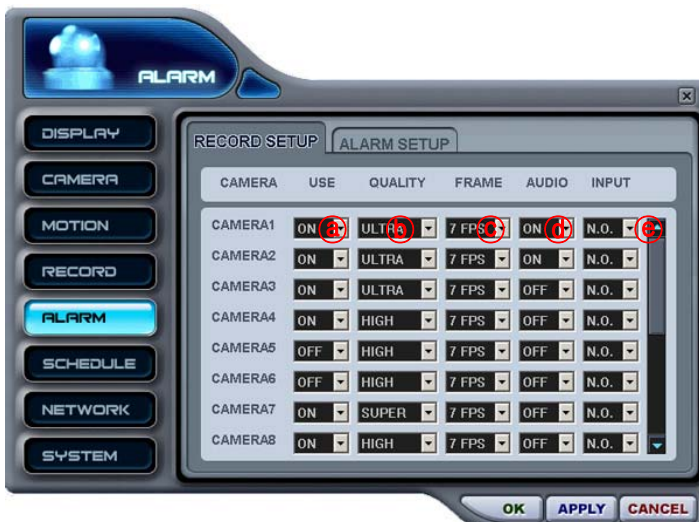 ALARM
DISPLAY
CAMERA
MOTION
RECORD
ALARM
SCHEDULE
NETWORK
SYSTEM
RECORD SETUP ALARM SETUP
CAMERA USE QUALITY FRAME AUDIO INPUT
CAMERA1 ON ⓐ ULTRA ⓑ 7 FPS ⓒ ON ⓓ N.O. ⓔ
CAMERA2 ON ULTRA 7 FPS ON N.O.
CAMERA3 ON ULTRA 7 FPS OFF N.O.
CAMERA4 ON HIGH 7 FPS OFF N.O.
CAMERA5 OFF HIGH 7 FPS OFF N.O.
CAMERA6 OFF HIGH 7 FPS OFF N.O.
CAMERA7 ON SUPER 7 FPS OFF N.O.
CAMERA8 ON HIGH 7 FPS OFF N.O.
OK APPLY CANCEL